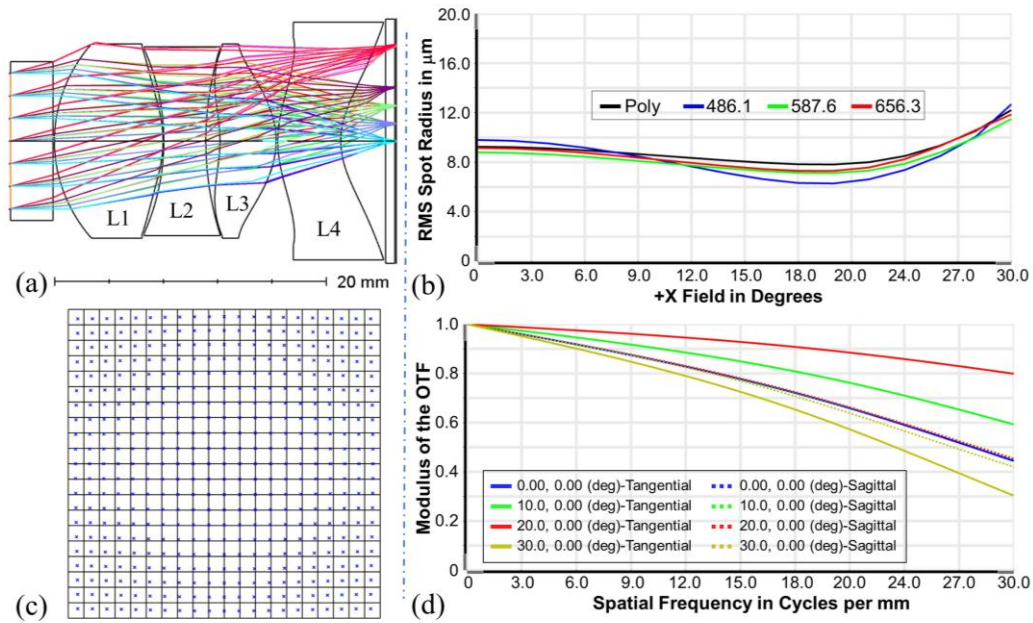 (a)
L1
L2
L3
L4
20 mm
(b)
RMS Spot Radius in μm
20.0
16.0
12.0
8.0
4.0
0
Poly
486.1
587.6
656.3
0 3.0 6.0 9.0 12.0 15.0 18.0 21.0 24.0 27.0 30.0
+X Field in Degrees
(c)
(d)
Modulus of the OTF
1.0
0.8
0.6
0.4
0.2
0
0.00, 0.00 (deg)-Tangential 0.00, 0.00 (deg)-Sagittal
10.0, 0.00 (deg)-Tangential 10.0, 0.00 (deg)-Sagittal
20.0, 0.00 (deg)-Tangential 20.0, 0.00 (deg)-Sagittal
30.0, 0.00 (deg)-Tangential 30.0, 0.00 (deg)-Sagittal
0 3.0 6.0 9.0 12.0 15.0 18.0 21.0 24.0 27.0 30.0
Spatial Frequency in Cycles per mm